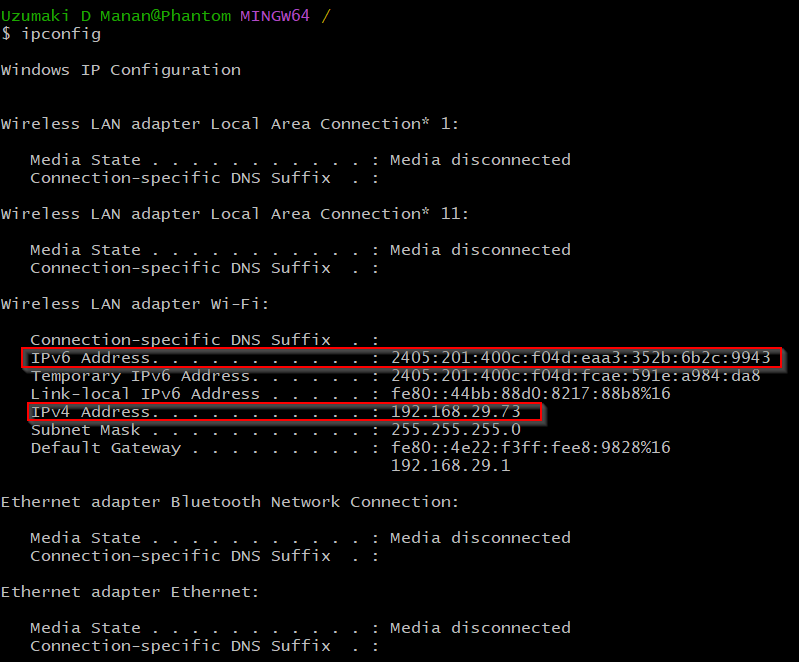 Uzumaki D Manan@Phantom MINGW64 /
$ ipconfig
Windows IP Configuration
Wireless LAN adapter Local Area Connection* 1:
Media State . . . . . . . . . . . : Media disconnected
Connection-specific DNS Suffix  . :
Wireless LAN adapter Local Area Connection* 11:
Media State . . . . . . . . . . . : Media disconnected
Connection-specific DNS Suffix  . :
Wireless LAN adapter Wi-Fi:
Connection-specific DNS Suffix  . :
IPv6 Address. . . . . . . . . . . : 2405:201:400c:f04d:eaa3:352b:6b2c:9943
Temporary IPv6 Address. . . . . . : 2405:201:400c:f04d:fcae:591e:a984:da8
Link-local IPv6 Address . . . . . : fe80::44bb:88d0:8217:88b8%16
IPv4 Address. . . . . . . . . . . : 192.168.29.73
Subnet Mask . . . . . . . . . . . : 255.255.255.0
Default Gateway . . . . . . . . . : fe80::4e22:f3ff:fee8:9828%16
192.168.29.1
Ethernet adapter Bluetooth Network Connection:
Media State . . . . . . . . . . . : Media disconnected
Connection-specific DNS Suffix  . :
Ethernet adapter Ethernet:
Media State . . . . . . . . . . . : Media disconnected
Connection-specific DNS Suffix  . :